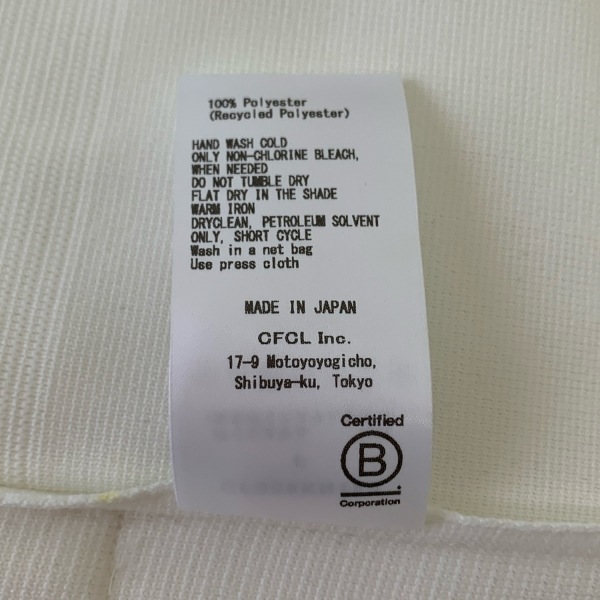 100% Polyester
(Recycled Polyester)
HAND WASH COLD
ONLY NON-CHLORINE BLEACH,
WHEN NEEDED
DO NOT TUMBLE DRY
FLAT DRY IN THE SHADE
WARM IRON
DRYCLEAN, PETROLEUM SOLVENT
ONLY, SHORT CYCLE
Wash in a net bag
Use press cloth
MADE IN JAPAN
CFCL Inc.
17-9 Motoyoyogicho,
Shibuya-ku, Tokyo
Certified
B
Corporation